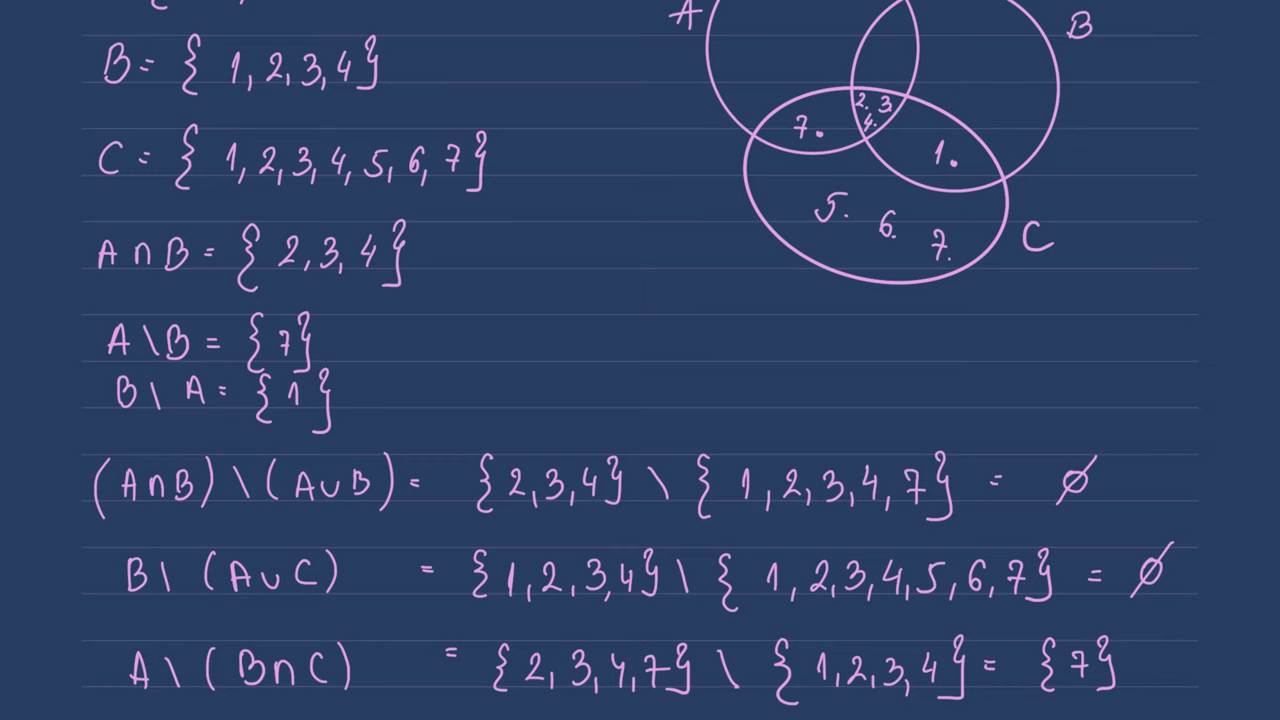 A
B
B = { 1, 2, 3, 4 }
2. 3.
4.
7.
1.
C = { 1, 2, 3, 4, 5, 6, 7 }
5. 6. 7.
C
A ∩ B = { 2, 3, 4 }
A \ B = { 7 }
B \ A = { 1 }
(A∩B) \ (A∪B) = { 2, 3, 4 } \ { 1, 2, 3, 4, 7 } = ∅
B \ (A∪C) = { 1, 2, 3, 4 } \ { 1, 2, 3, 4, 5, 6, 7 } = ∅
A \ (B∩C) = { 2, 3, 4, 7 } \ { 1, 2, 3, 4 } = { 7 }